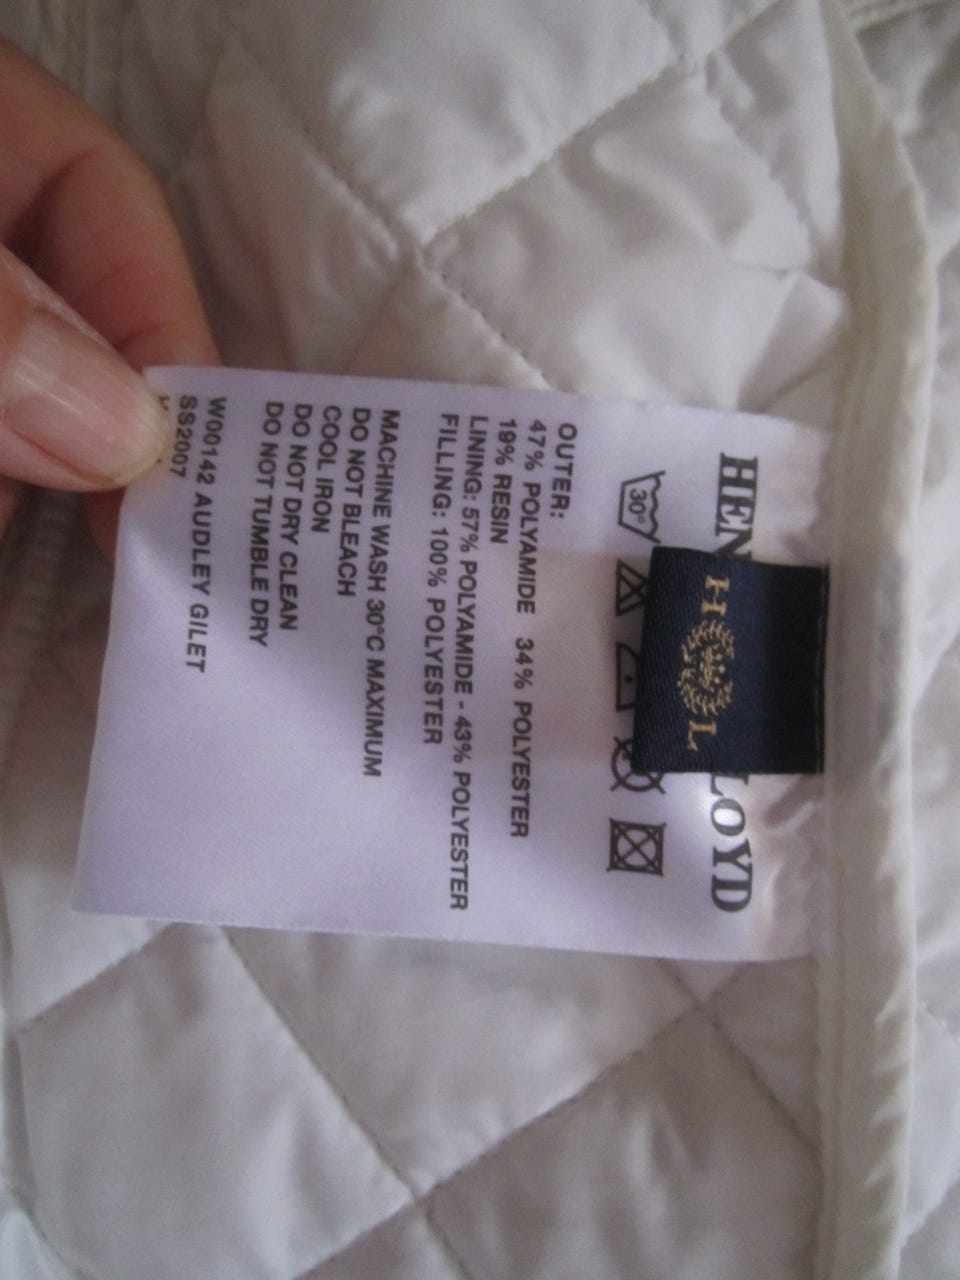 HEN LOYD
H L
30°
OUTER:
47% POLYAMIDE 34% POLYESTER
19% RESIN
LINING: 57% POLYAMIDE - 43% POLYESTER
FILLING: 100% POLYESTER
MACHINE WASH 30°C MAXIMUM
DO NOT BLEACH
COOL IRON
DO NOT DRY CLEAN
DO NOT TUMBLE DRY
W00142 AUDLEY GILET
SS2007